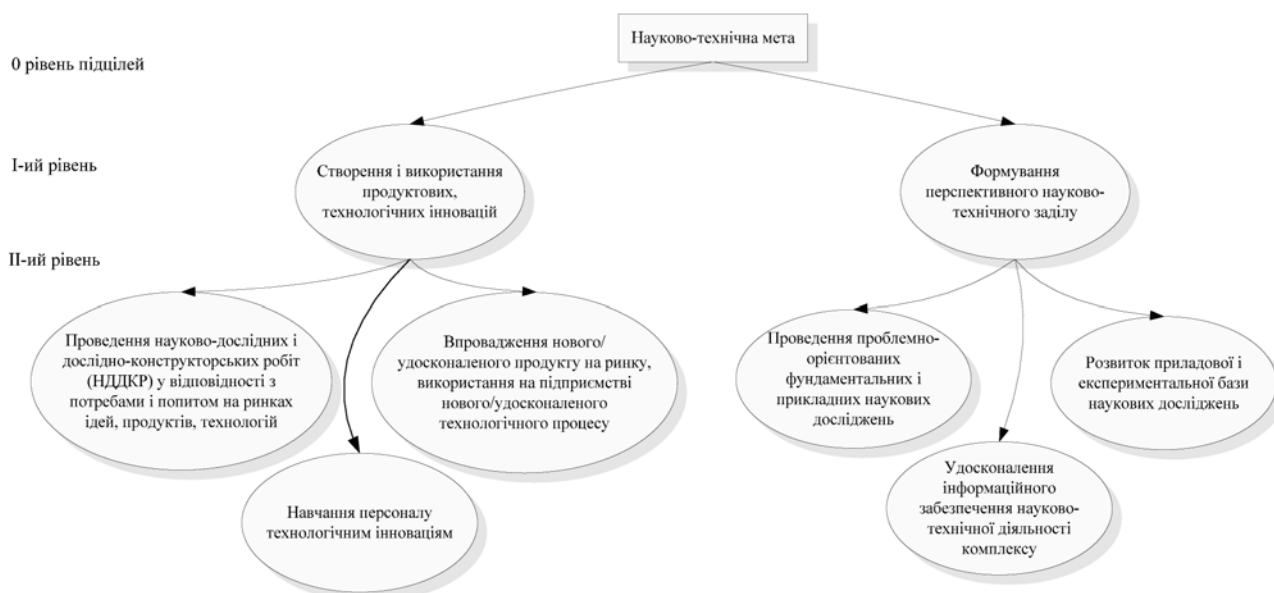 Науково-технічна мета
0 рівень підцілей
І-ий рівень
Створення і використання
продуктових,
технологічних інновацій
Формування
перспективного науково-
технічного заділу
ІІ-ий рівень
Проведення науково-дослідних і
дослідно-конструкторських робіт
(НДДКР) у відповідності з
потребами і попитом на ринках
ідей, продуктів, технологій
Впровадження нового/
удосконаленого продукту на ринку,
використання на підприємстві
нового/удосконаленого
технологічного процесу
Проведення проблемно-
орієнтованих
фундаментальних і
прикладних наукових
досліджень
Розвиток приладової і
експериментальної бази
наукових досліджень
Навчання персоналу
технологічним інноваціям
Удосконалення
інформаційного
забезпечення науково-
технічної діяльності
комплексу